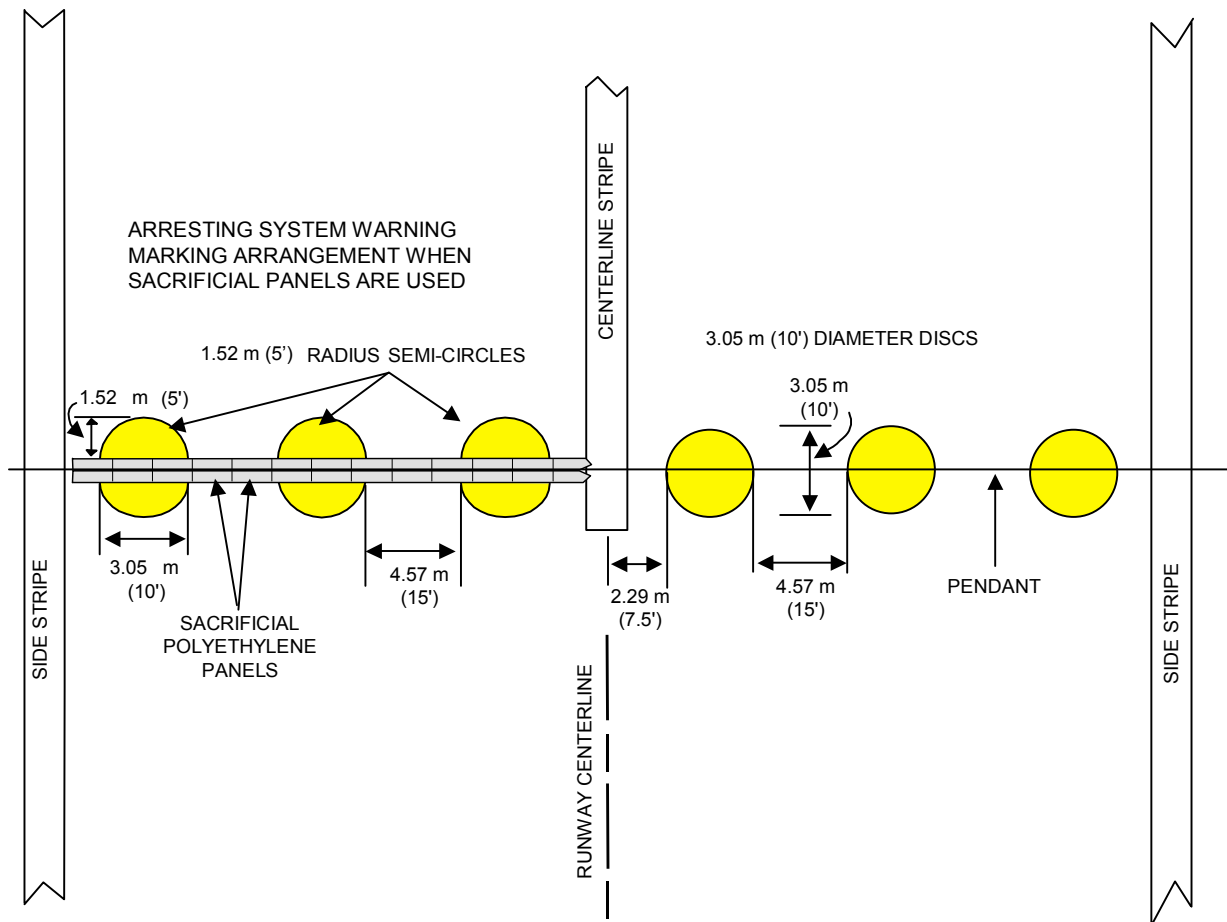 ARRESTING SYSTEM WARNING
MARKING ARRANGEMENT WHEN
SACRIFICIAL PANELS ARE USED
1.52 m (5’) RADIUS SEMI-CIRCLES
1.52 m (5')
3.05 m
(10')
SACRIFICIAL
POLYETHYLENE
PANELS
4.57 m
(15')
SIDE STRIPE
CENTERLINE STRIPE
3.05 m (10') DIAMETER DISCS
3.05 m
(10')
2.29 m
(7.5')
4.57 m
(15')
PENDANT
RUNWAY CENTERLINE
SIDE STRIPE